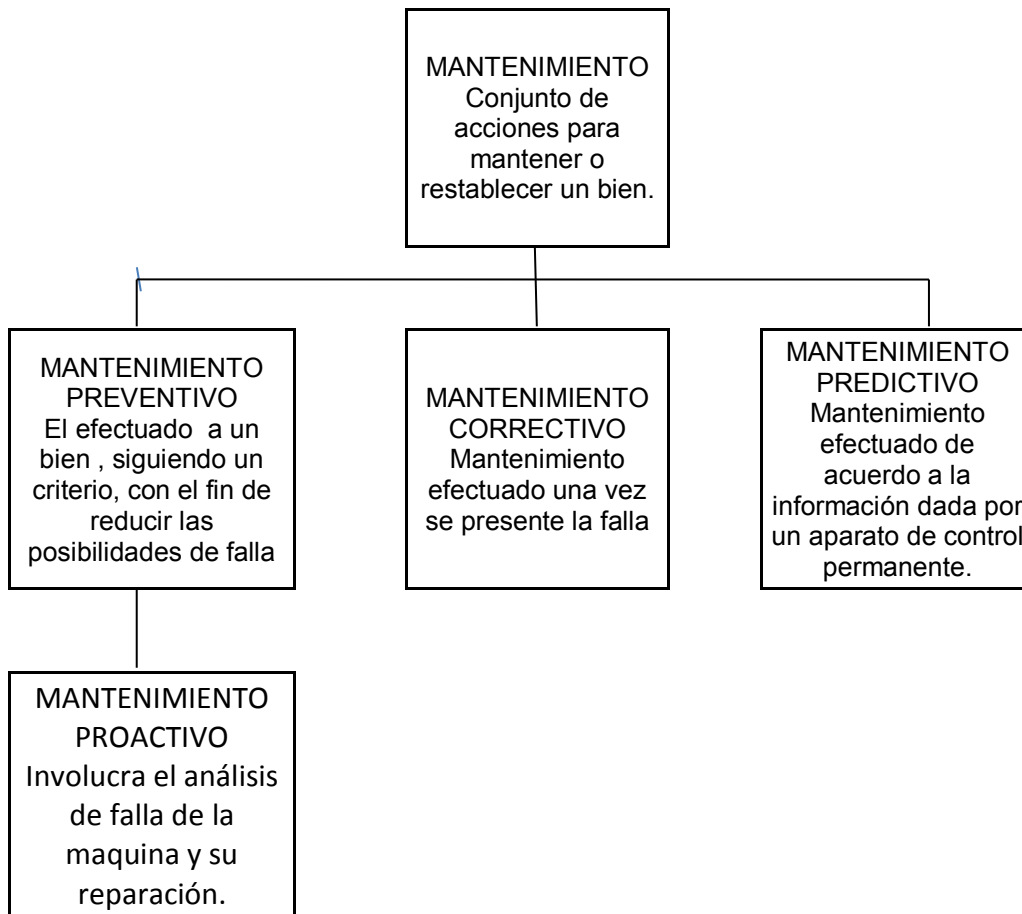 MANTENIMIENTO
Conjunto de
acciones para
mantener o
restablecer un bien.
MANTENIMIENTO
PREVENTIVO
El efectuado a un
bien , siguiendo un
criterio, con el fin de
reducir las
posibilidades de falla
MANTENIMIENTO
CORRECTIVO
Mantenimiento
efectuado una vez
se presente la falla
MANTENIMIENTO
PREDICTIVO
Mantenimiento
efectuado de
acuerdo a la
información dada por
un aparato de control
permanente.
MANTENIMIENTO
PROACTIVO
Involucra el análisis
de falla de la
maquina y su
reparación.